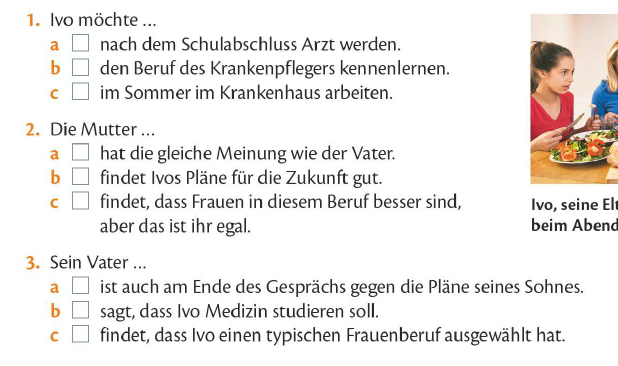 1. Ivo möchte ...
a nach dem Schulabschluss Arzt werden.
b den Beruf des Krankenpflegers kennenlernen.
c im Sommer im Krankenhaus arbeiten.
2. Die Mutter ...
a hat die gleiche Meinung wie der Vater.
b findet Ivos Pläne für die Zukunft gut.
c findet, dass Frauen in diesem Beruf besser sind,
aber das ist ihr egal.
Ivo, seine Elt
beim Abend
3. Sein Vater ...
a ist auch am Ende des Gesprächs gegen die Pläne seines Sohnes.
b sagt, dass Ivo Medizin studieren soll.
c findet, dass Ivo einen typischen Frauenberuf ausgewählt hat.